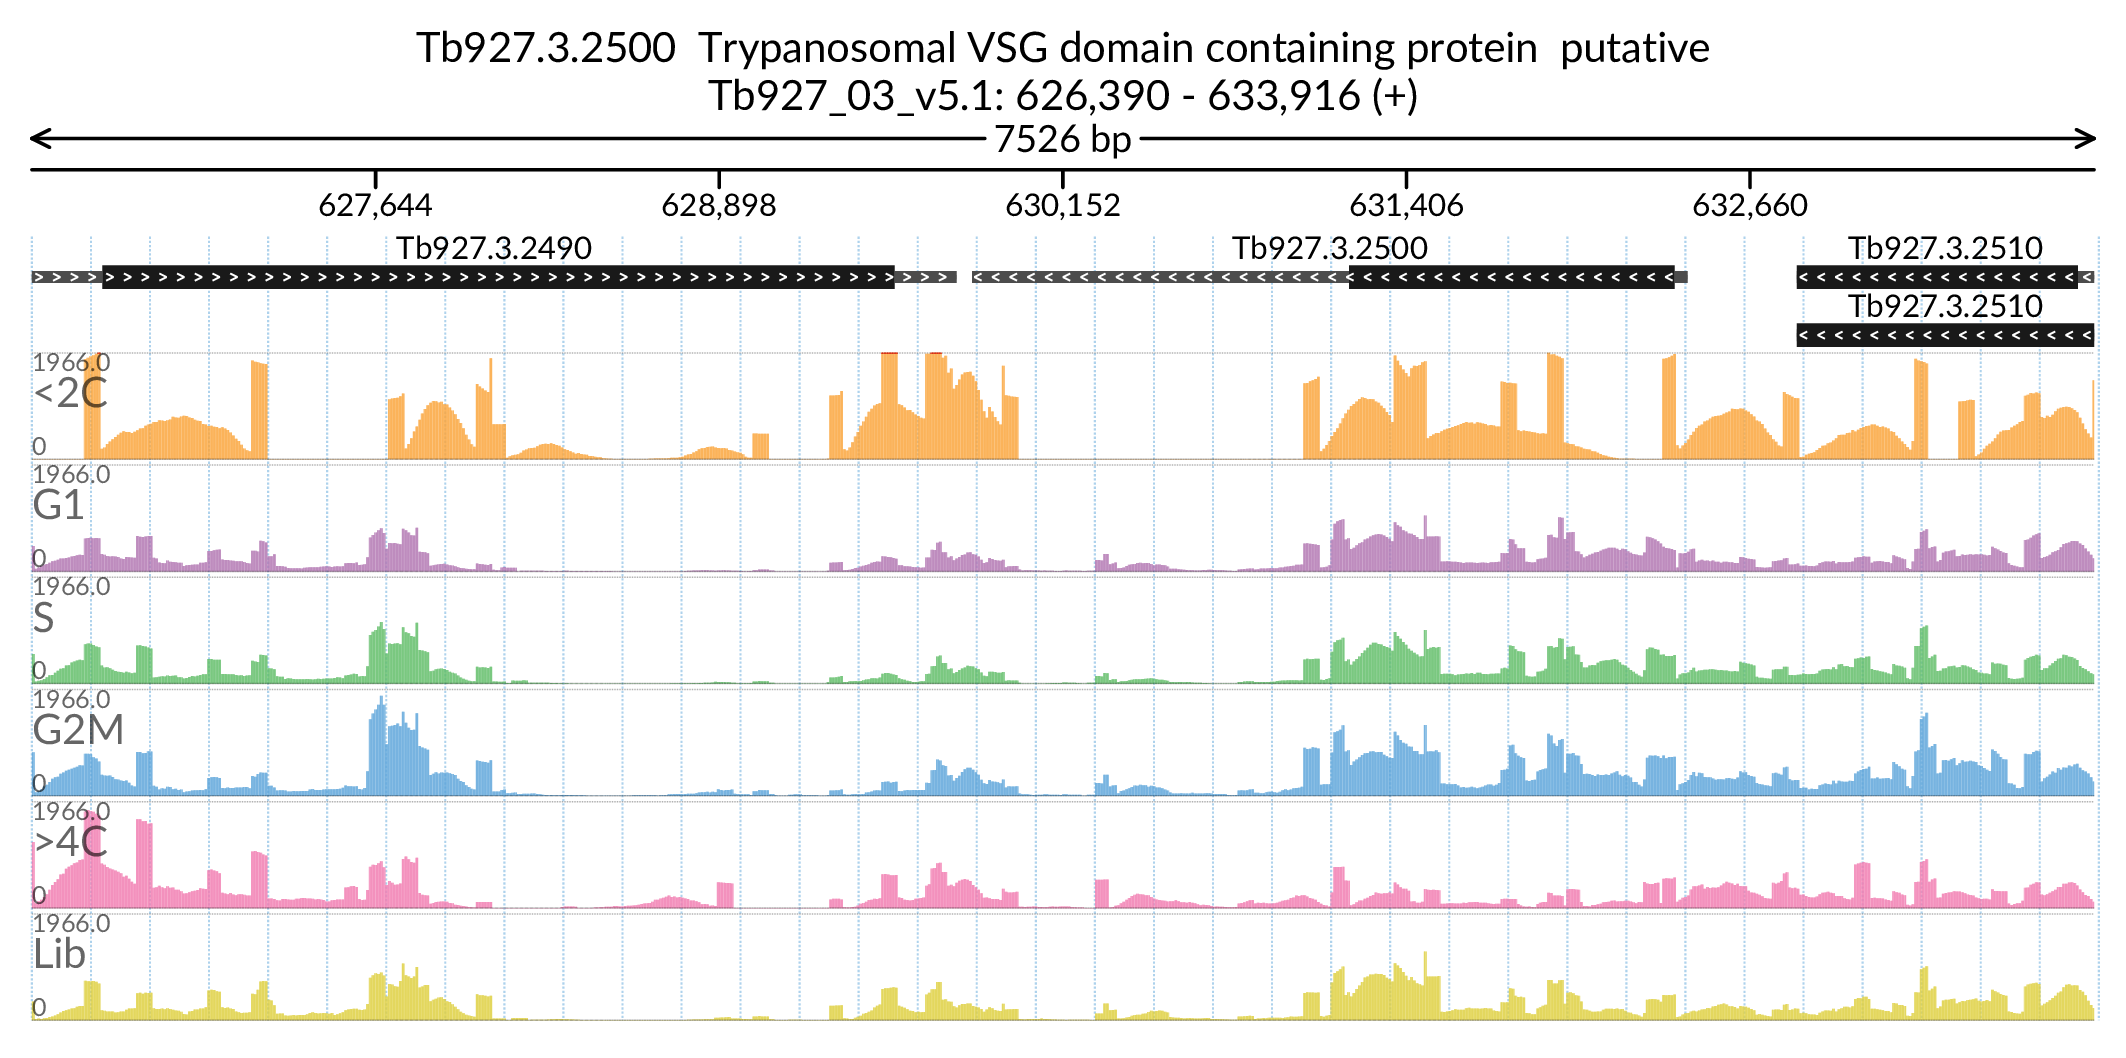 Tb927.3.2500 Trypanosomal VSG domain containing protein putative
Tb927_03_v5.1: 626,390 - 633,916 (+)
7526 bp
627,644 628,898 630,152 631,406 632,660
Tb927.3.2490 Tb927.3.2500 Tb927.3.2510
Tb927.3.2510
1966.0
<2C
0
1966.0
G1
0
1966.0
S
0
1966.0
G2M
0
1966.0
>4C
0
1966.0
Lib
0